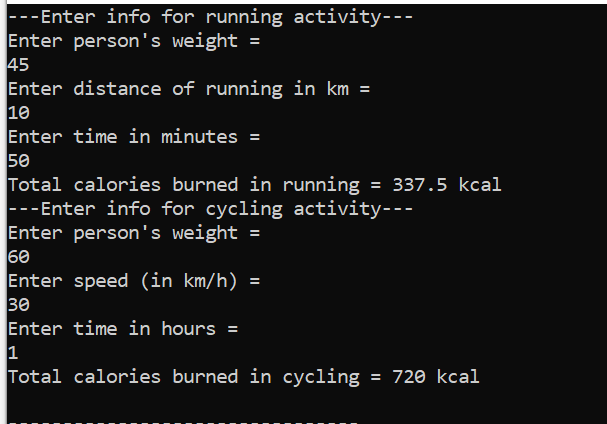 ---Enter info for running activity---
Enter person's weight =
45
Enter distance of running in km =
10
Enter time in minutes =
50
Total calories burned in running = 337.5 kcal
---Enter info for cycling activity---
Enter person's weight =
60
Enter speed (in km/h) =
30
Enter time in hours =
1
Total calories burned in cycling = 720 kcal
--------------------------------